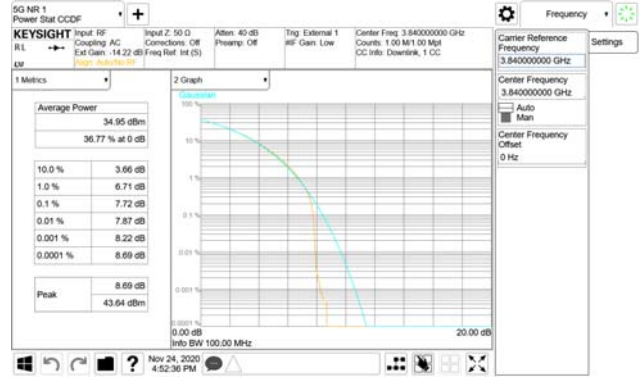 5G NR 1
Power Stat CCDF
Frequency
KEYSIGHT
RL
Input: RF
Coupling: AC
Ext Gain: -14.22 dB
Align: Auto/No RF
Input Z: 50 Ω
Corrections: Off
Freq Ref: Int (S)
Atten: 40 dB
Preamp: Off
Trig: External 1
#IF Gain: Low
Center Freq: 3.840000000 GHz
Counts: 1.00 M/1.00 Mpt
CC Info: Downlink, 1 CC
Carrier Reference
Frequency
3.840000000 GHz
Settings
Center Frequency
3.840000000 GHz
Auto
Man
Center Frequency
Offset
0 Hz
1 Metrics
Average Power
34.95 dBm
36.77 % at 0 dB
10.0 % 3.66 dB
1.0 % 6.71 dB
0.1 % 7.72 dB
0.01 % 7.87 dB
0.001 % 8.22 dB
0.0001 % 8.69 dB
Peak
8.69 dB
43.64 dBm
2 Graph
Gaussian
100 %
10 %
1 %
0.1 %
0.01 %
0.001 %
0.0001 %
0.00 dB
20.00 dB
Info BW 100.00 MHz
Nov 24, 2020
4:52:36 PM